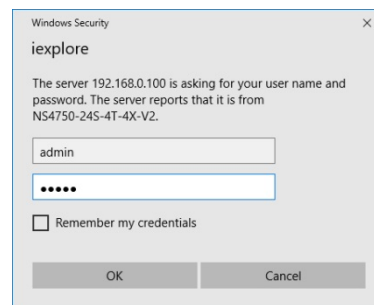 Windows Security
iexplore
The server 192.168.0.100 is asking for your user name and
password. The server reports that it is from
NS4750-24S-4T-4X-V2.
admin
●●●●●
Remember my credentials
OK
Cancel